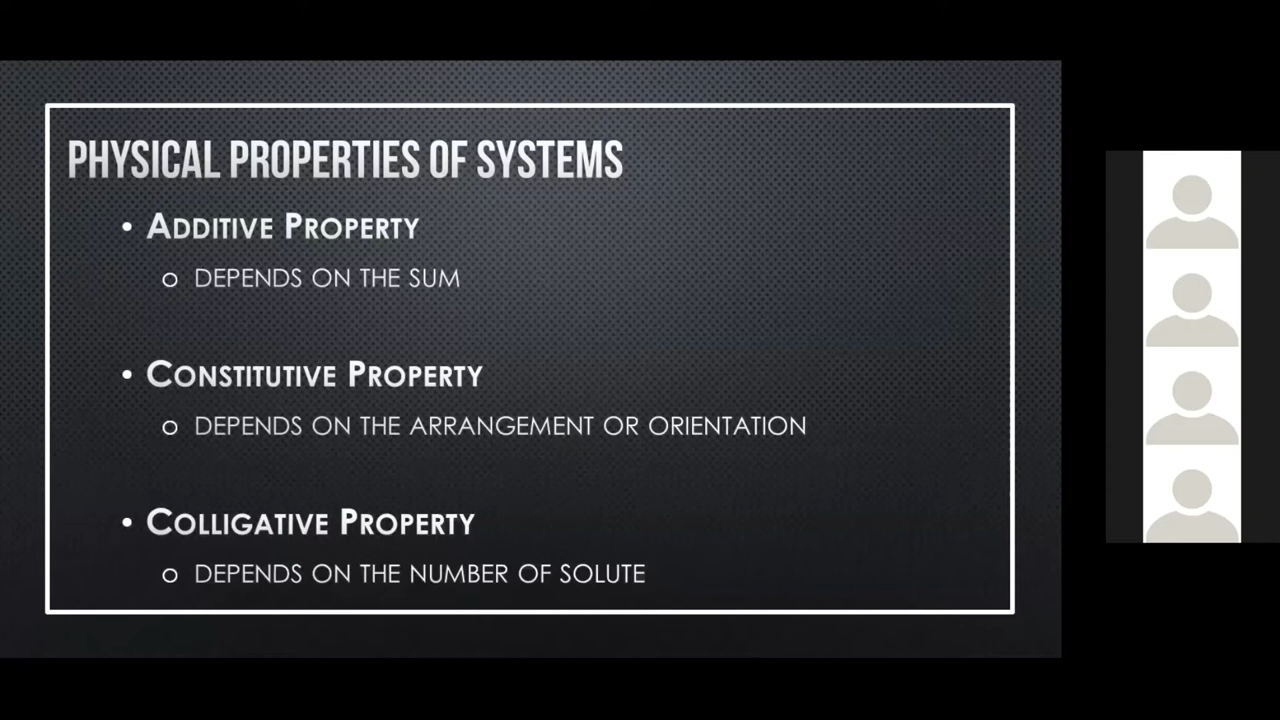 PHYSICAL PROPERTIES OF SYSTEMS
• ADDITIVE PROPERTY
o DEPENDS ON THE SUM
• CONSTITUTIVE PROPERTY
o DEPENDS ON THE ARRANGEMENT OR ORIENTATION
• COLLIGATIVE PROPERTY
o DEPENDS ON THE NUMBER OF SOLUTE